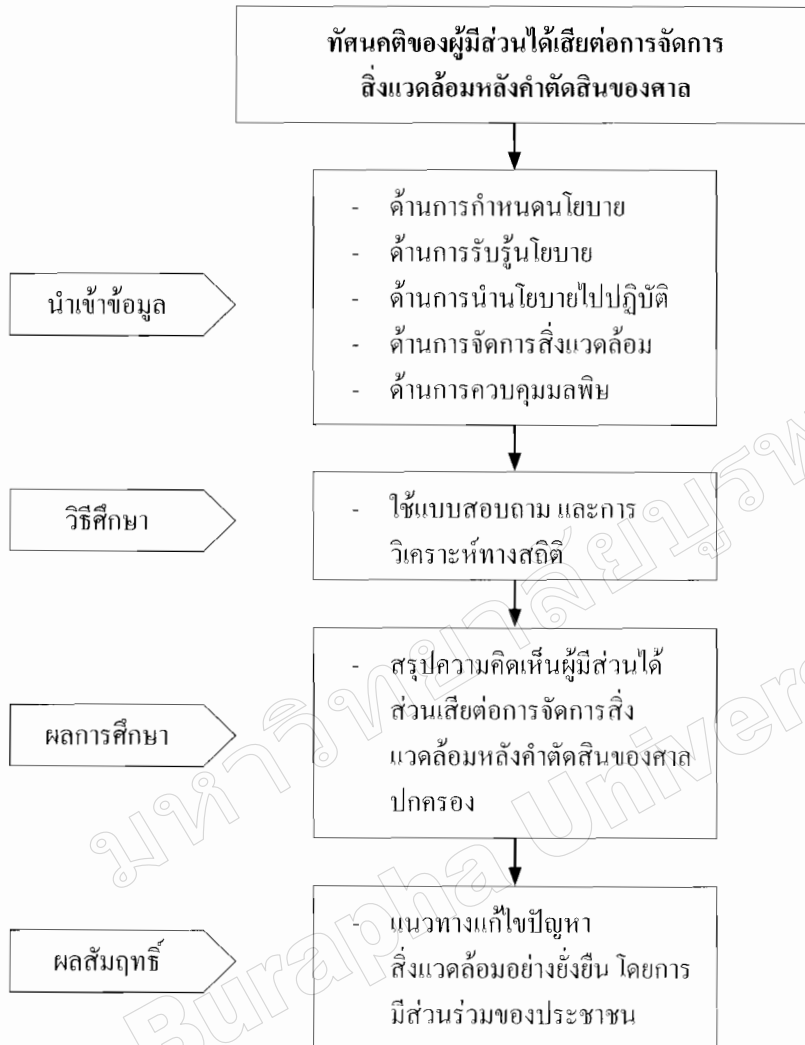 ทัศนคติของผู้มีส่วนได้เสียต่อการจัดการ
สิ่งแวดล้อมหลังคำตัดสินของศาล
นำเข้าข้อมูล
- ด้านการกำหนดนโยบาย
- ด้านการรับรู้นโยบาย
- ด้านการนำนโยบายไปปฏิบัติ
- ด้านการจัดการสิ่งแวดล้อม
- ด้านการควบคุมมลพิษ
วิธีศึกษา
- ใช้แบบสอบถาม และการ
วิเคราะห์ทางสถิติ
ผลการศึกษา
- สรุปความคิดเห็นผู้มีส่วนได้
ส่วนเสียต่อการจัดการสิ่ง
แวดล้อมหลังคำตัดสินของศาล
ปกครอง
ผลสัมฤทธิ์
- แนวทางแก้ไขปัญหา
สิ่งแวดล้อมอย่างยั่งยืน โดยการ
มีส่วนร่วมของประชาชน